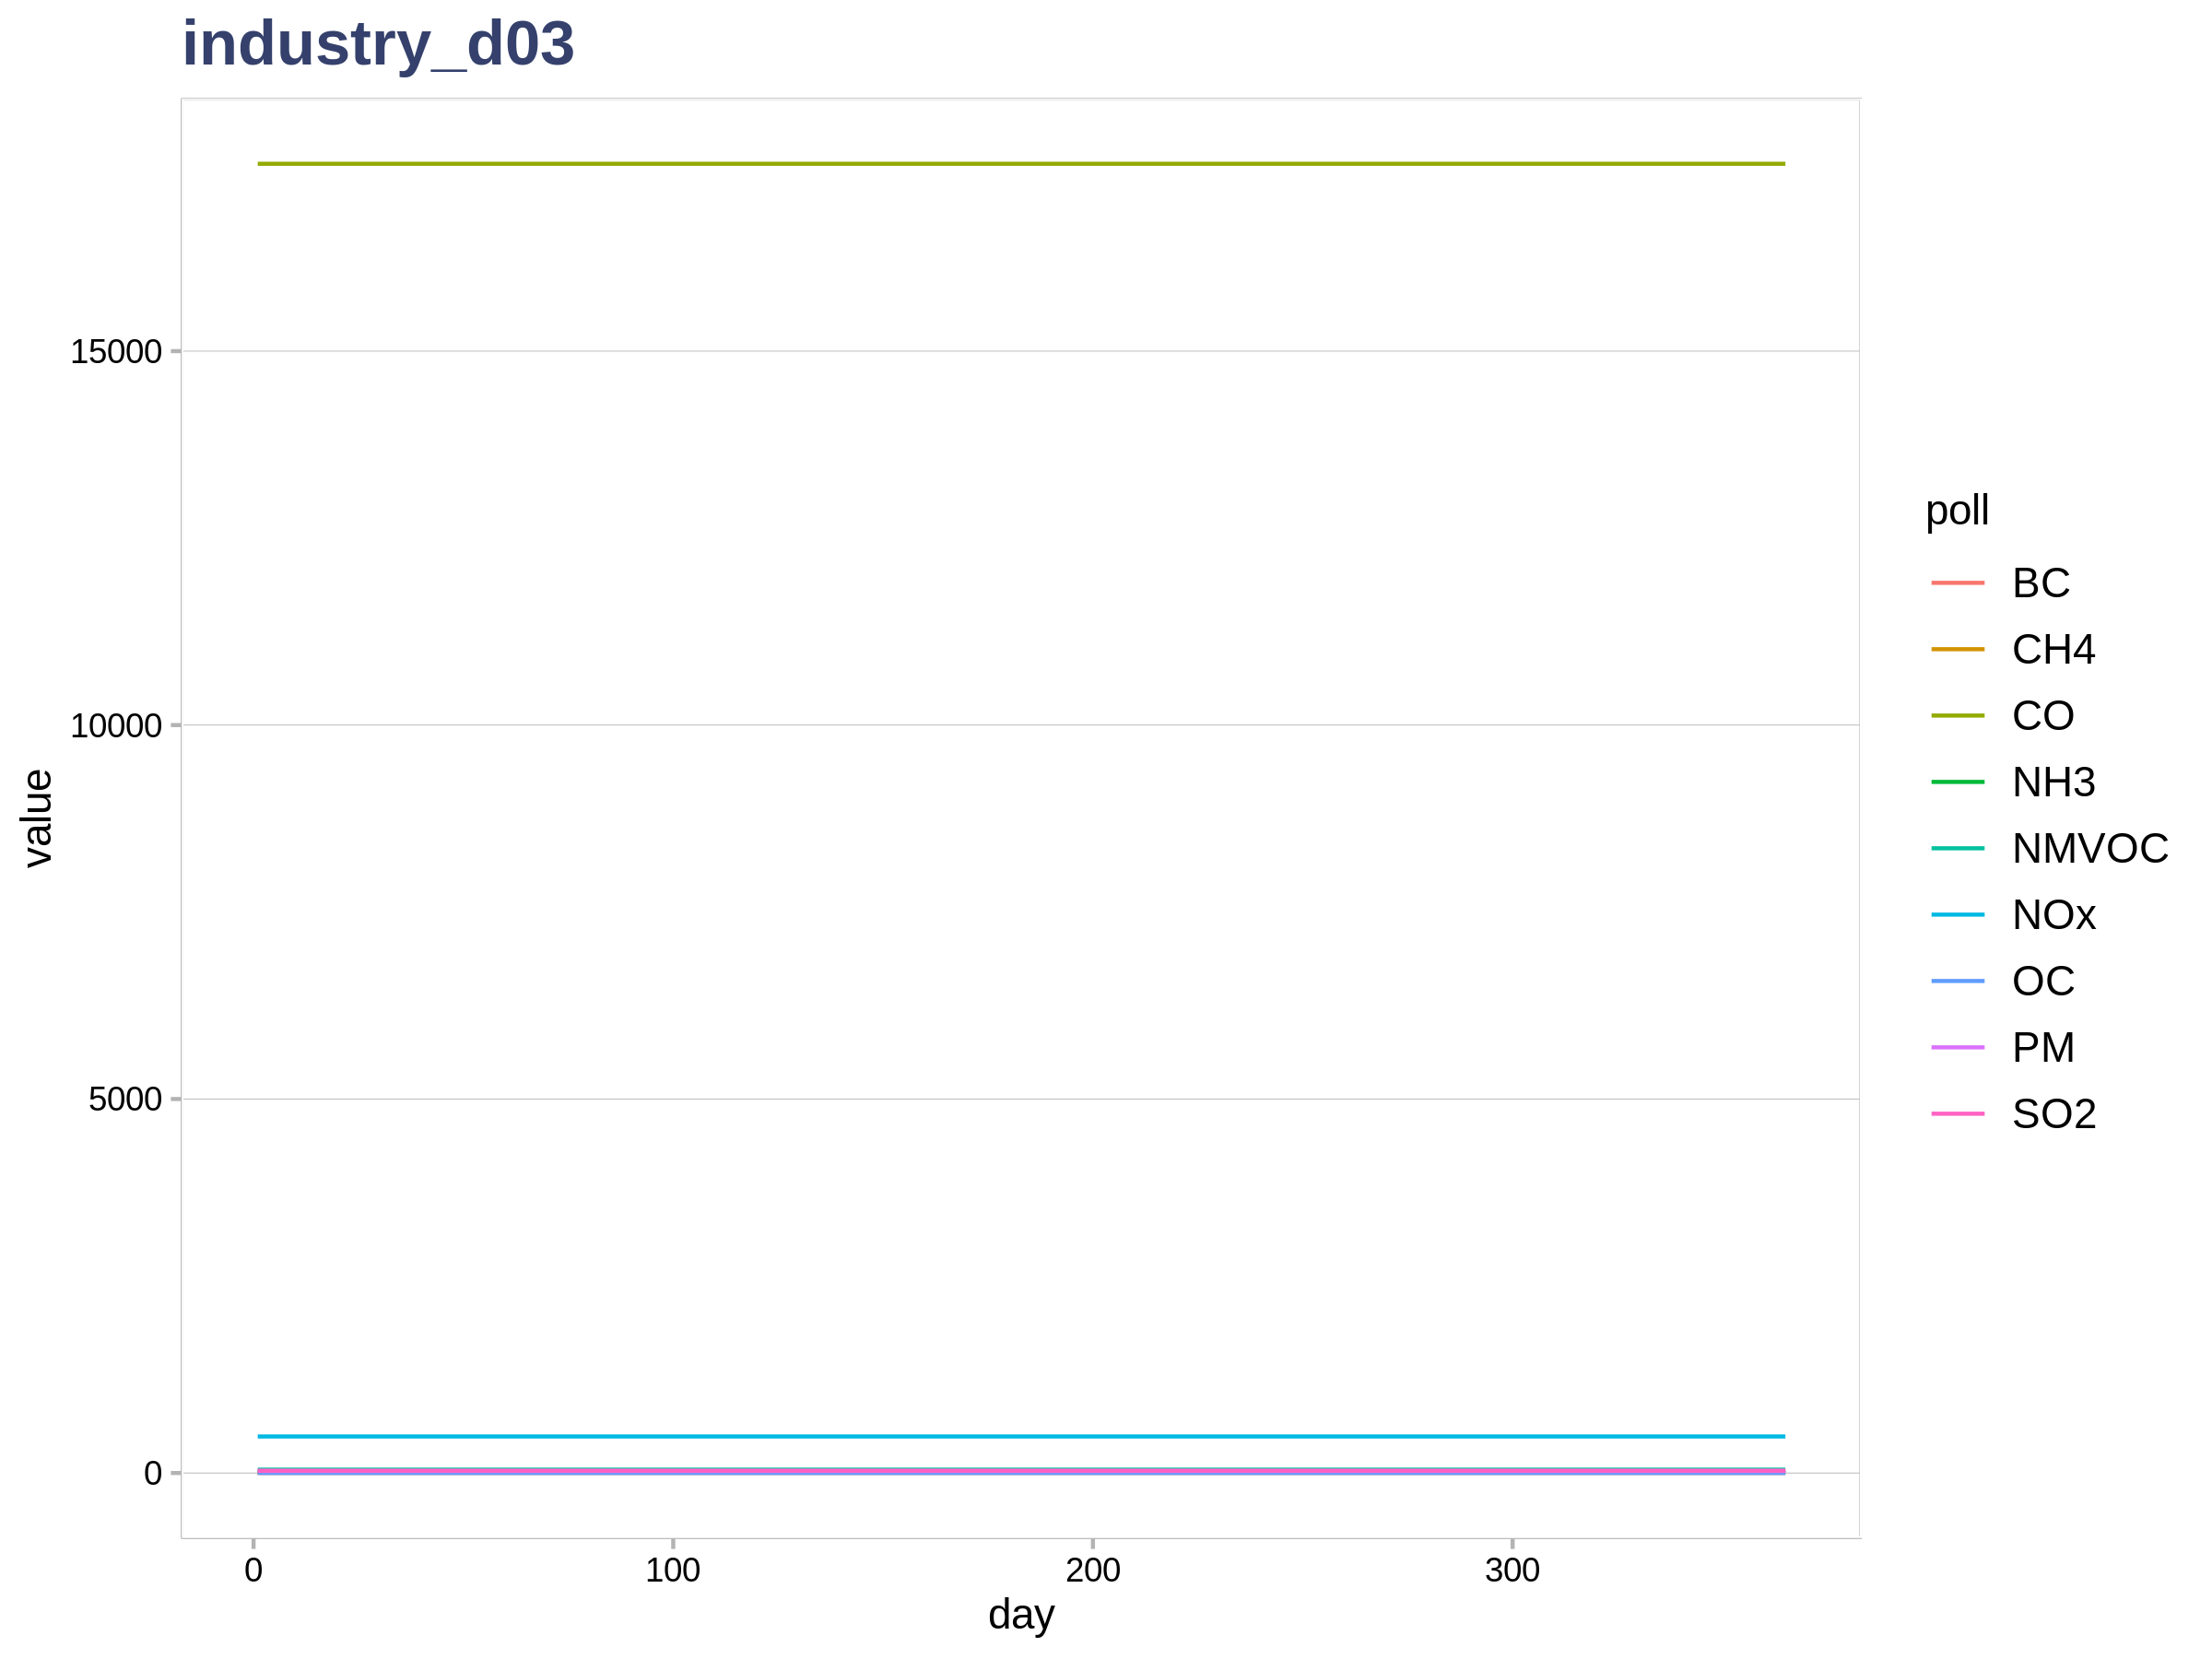 industry_d03
15000
10000
5000
0
value
0 100 200 300
day
poll
BC
CH4
CO
NH3
NMVOC
NOx
OC
PM
SO2